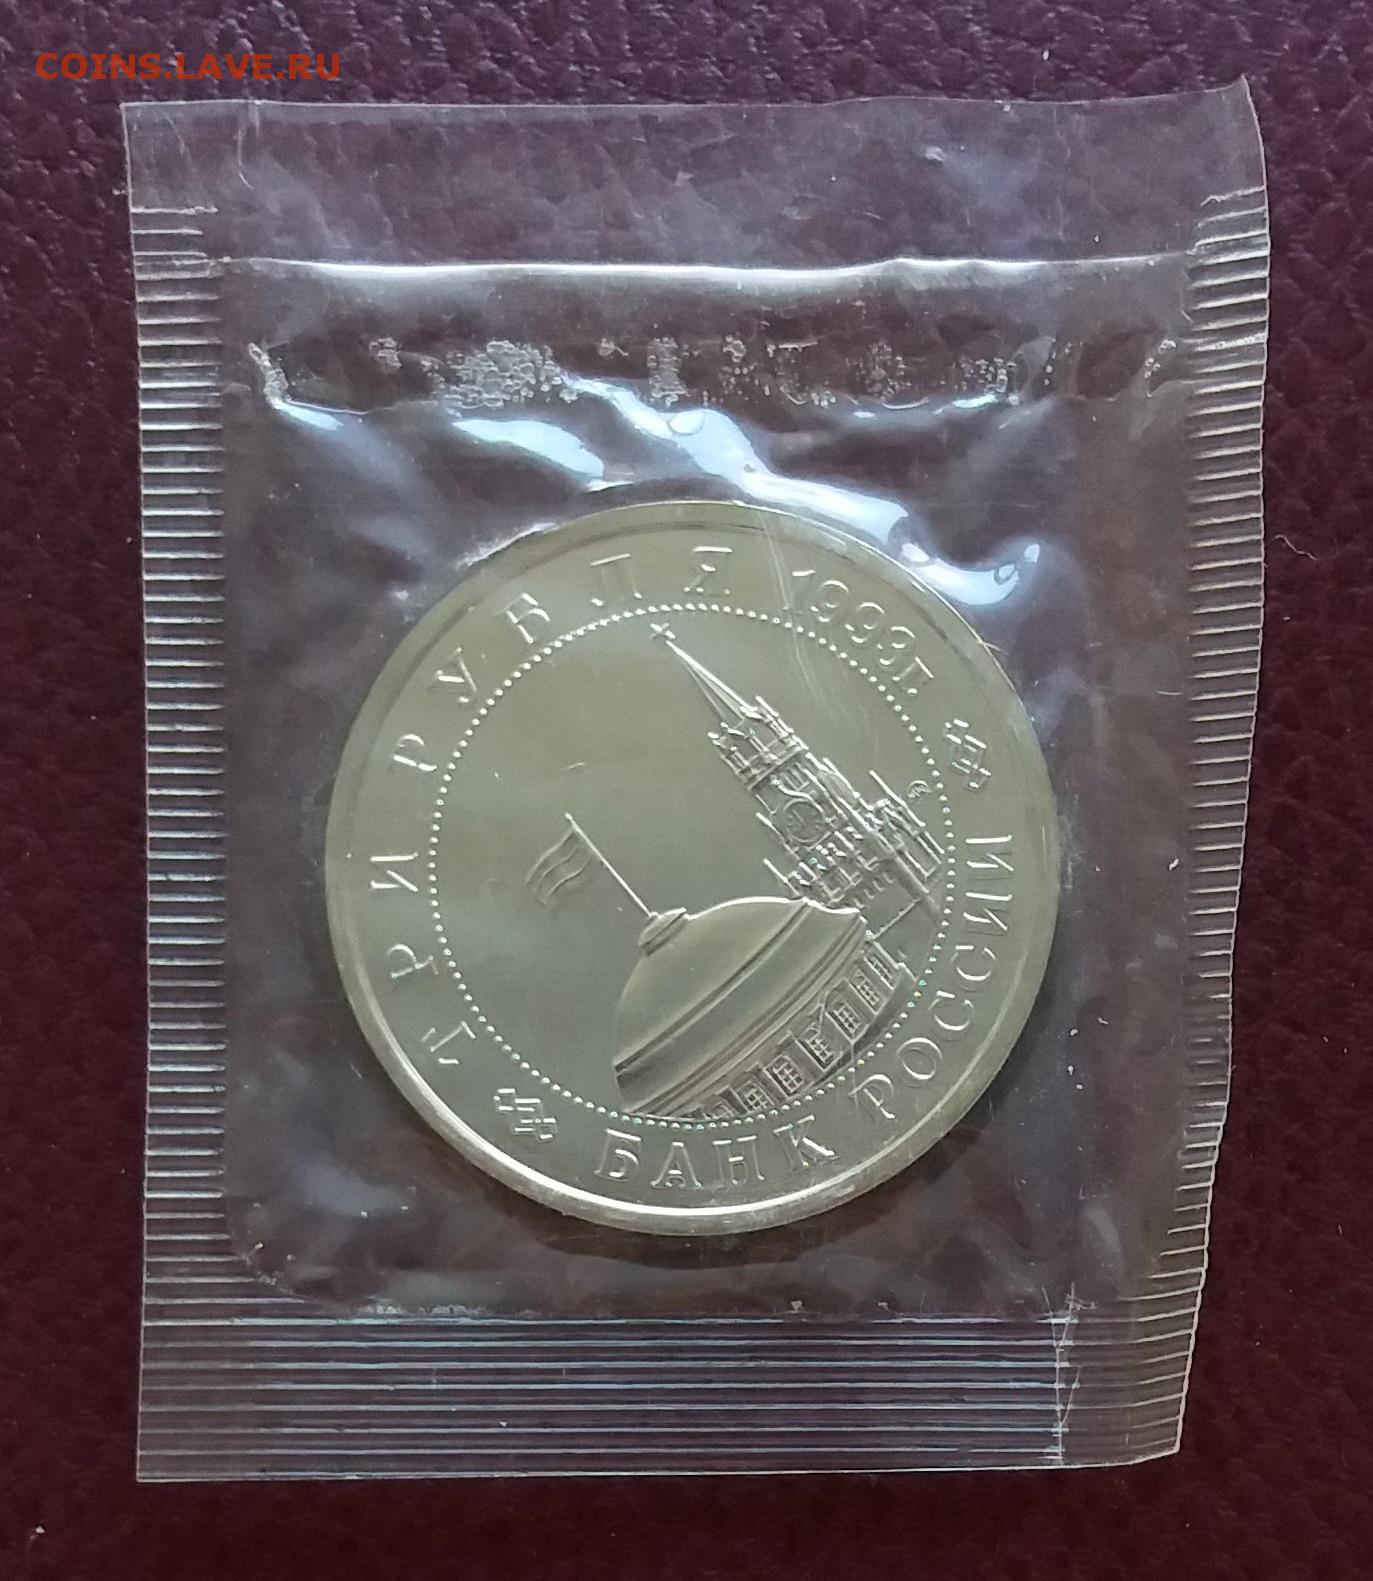 COINS.LAVE.RU
ТРИ РУБЛЯ 1993г.
БАНК РОССИИ